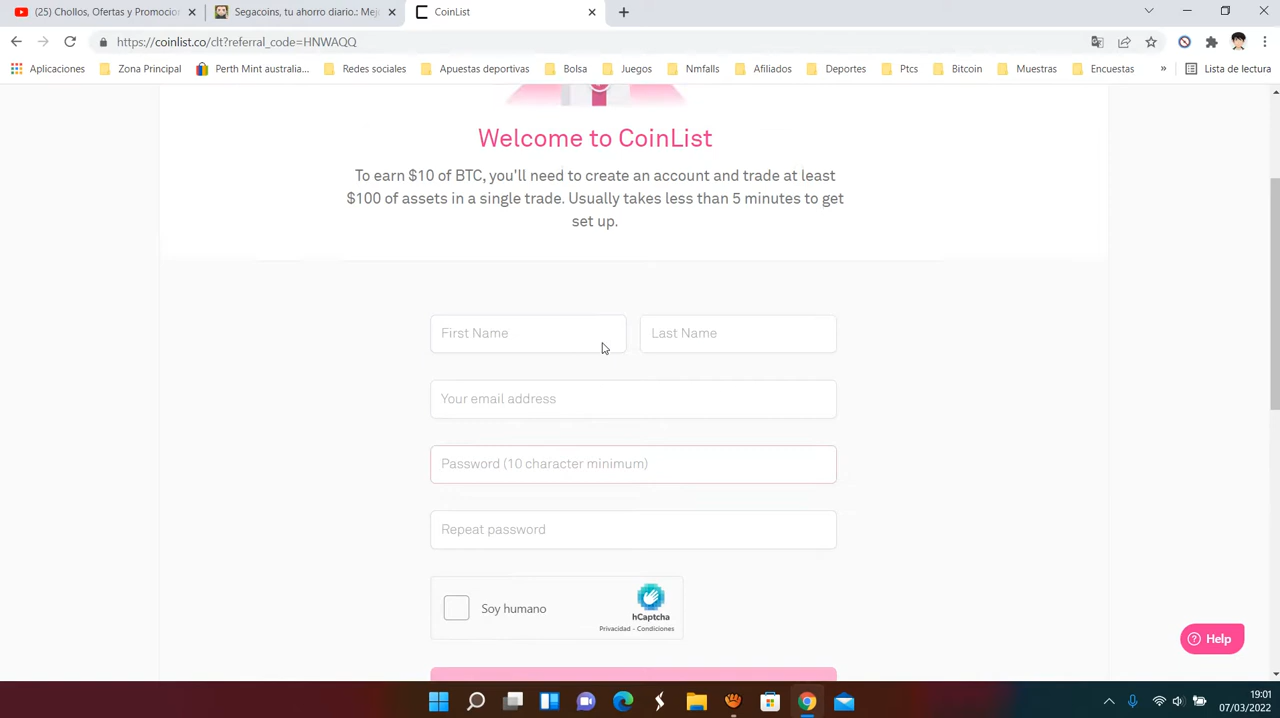 (25) Chollos, Ofertas y Promocion
Segacoins, tu ahorro diario.: Mej
CoinList
https://coinlist.co/clt?referral_code=HNWAQQ
Aplicaciones
Zona Principal
Perth Mint australia...
Redes sociales
Apuestas deportivas
Bolsa
Juegos
Nmfalls
Afiliados
Deportes
Ptcs
Bitcoin
Muestras
Encuestas
»
Lista de lectura
Welcome to CoinList
To earn $10 of BTC, you'll need to create an account and trade at least
$100 of assets in a single trade. Usually takes less than 5 minutes to get
set up.
First Name
Last Name
Your email address
Password (10 character minimum)
Repeat password
Soy humano
hCaptcha
Privacidad - Condiciones
Help
19:01
07/03/2022